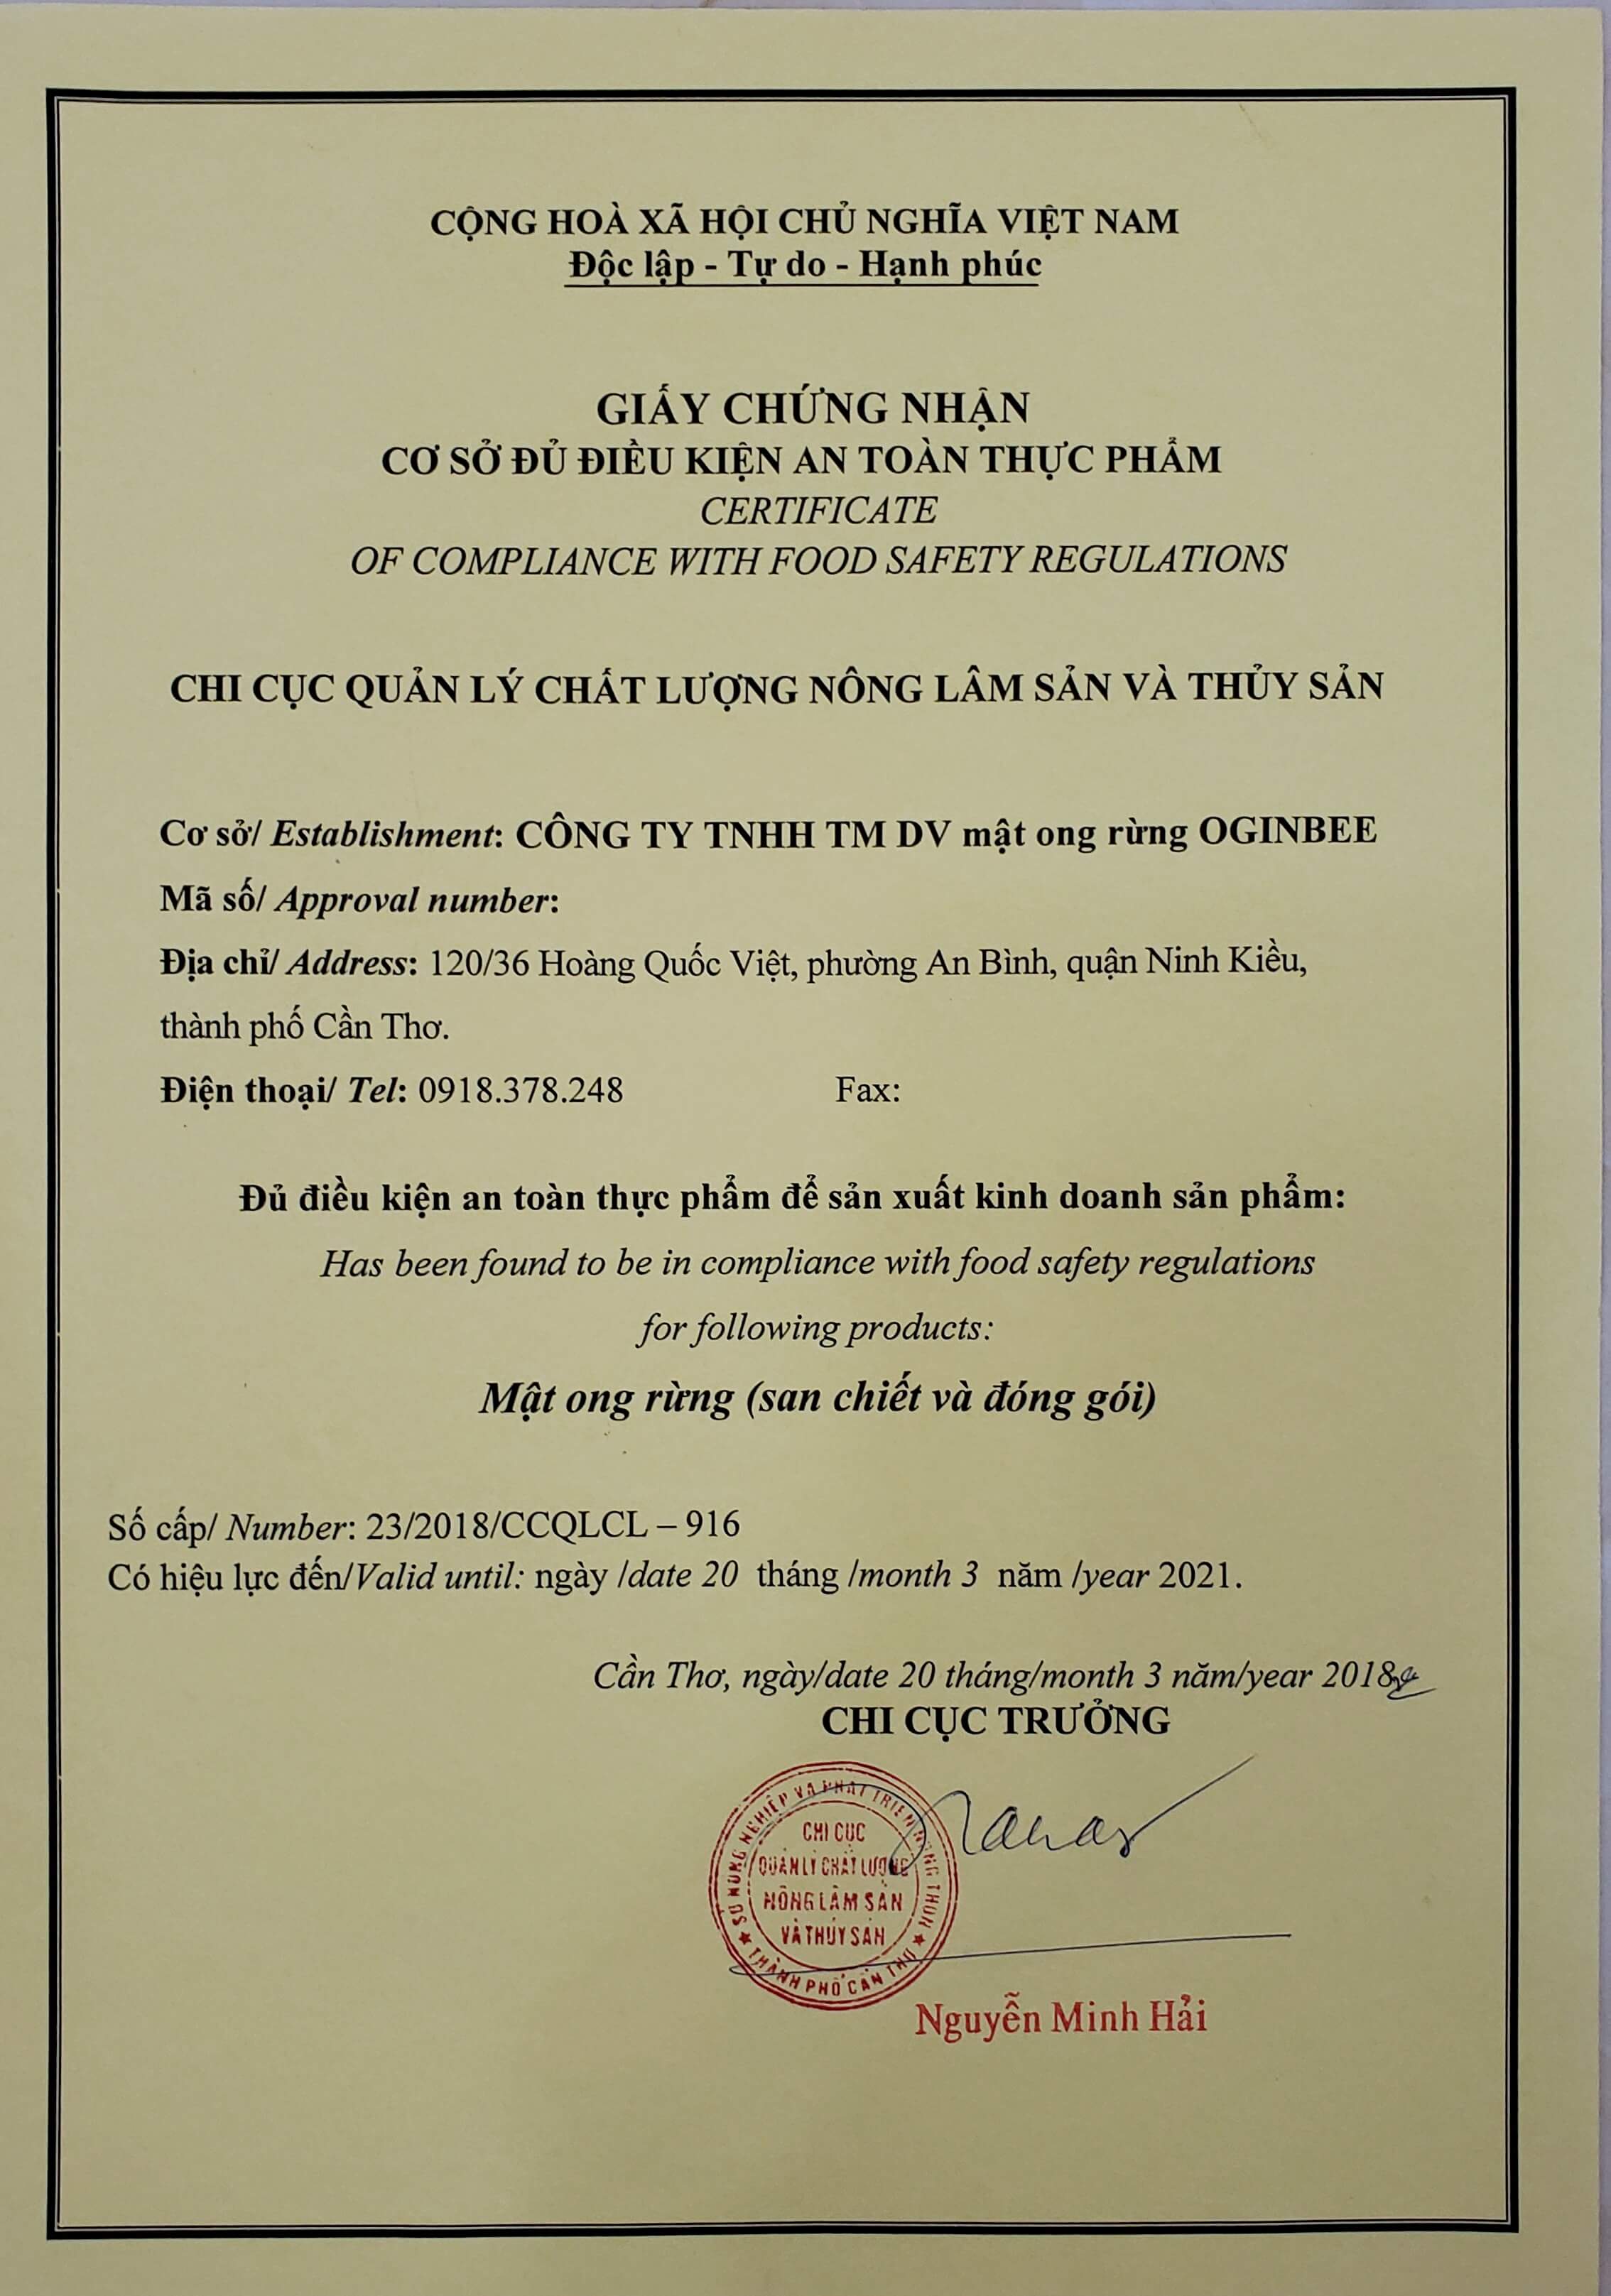 CỘNG HOÀ XÃ HỘI CHỦ NGHĨA VIỆT NAM
Độc lập - Tự do - Hạnh phúc
GIẤY CHỨNG NHẬN
CƠ SỞ ĐỦ ĐIỀU KIỆN AN TOÀN THỰC PHẨM
CERTIFICATE
OF COMPLIANCE WITH FOOD SAFETY REGULATIONS
CHI CỤC QUẢN LÝ CHẤT LƯỢNG NÔNG LÂM SẢN VÀ THỦY SẢN
Cơ sở/ Establishment: CÔNG TY TNHH TM DV mật ong rừng OGINBEE
Mã số/ Approval number:
Địa chỉ/ Address: 120/36 Hoàng Quốc Việt, phường An Bình, quận Ninh Kiều,
thành phố Cần Thơ.
Điện thoại/ Tel: 0918.378.248 Fax:
Đủ điều kiện an toàn thực phẩm để sản xuất kinh doanh sản phẩm:
Has been found to be in compliance with food safety regulations
for following products:
Mật ong rừng (san chiết và đóng gói)
Số cấp/ Number: 23/2018/CCQLCL – 916
Có hiệu lực đến/Valid until: ngày /date 20 tháng /month 3 năm /year 2021.
Cần Thơ, ngày/date 20 tháng/month 3 năm/year 2018
CHI CỤC TRƯỞNG
SỞ NÔNG NGHIỆP VÀ PHÁT TRIỂN NÔNG THÔN
CHI CỤC
QUẢN LÝ CHẤT LƯỢNG
NÔNG LÂM SẢN
VÀ THỦY SẢN
THÀNH PHỐ CẦN THƠ
Nguyễn Minh Hải